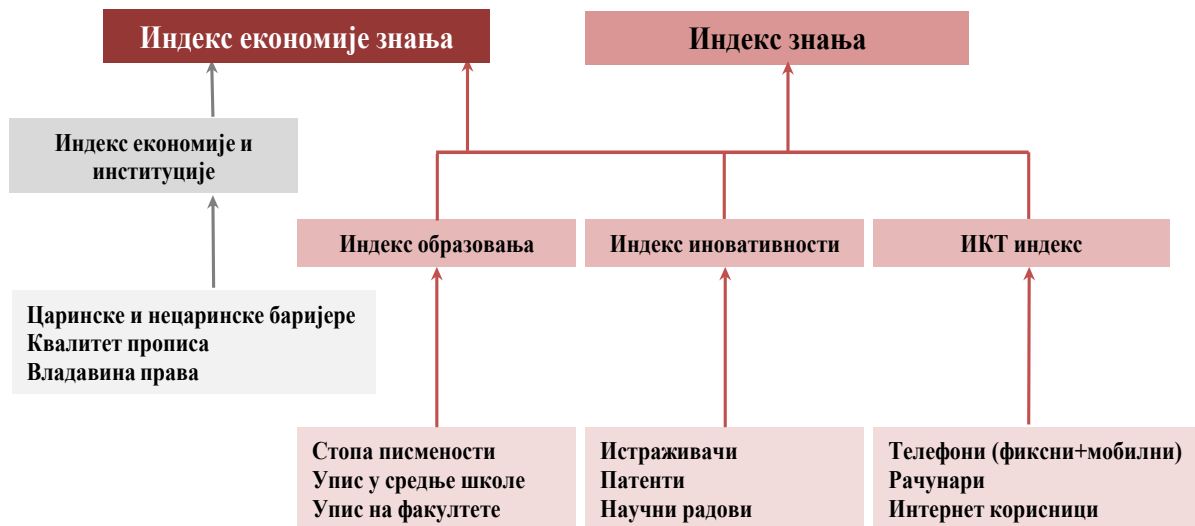 Индекс економије знања
Индекс знања
Индекс економије и
институције
Индекс образовања
Индекс иновативности
ИКТ индекс
Царинске и нецаринске баријере
Квалитет прописа
Владавина права
Стопа писмености
Упис у средње школе
Упис на факултете
Истраживачи
Патенти
Научни радови
Телефони (фиксни+мобилни)
Рачунари
Интернет корисници